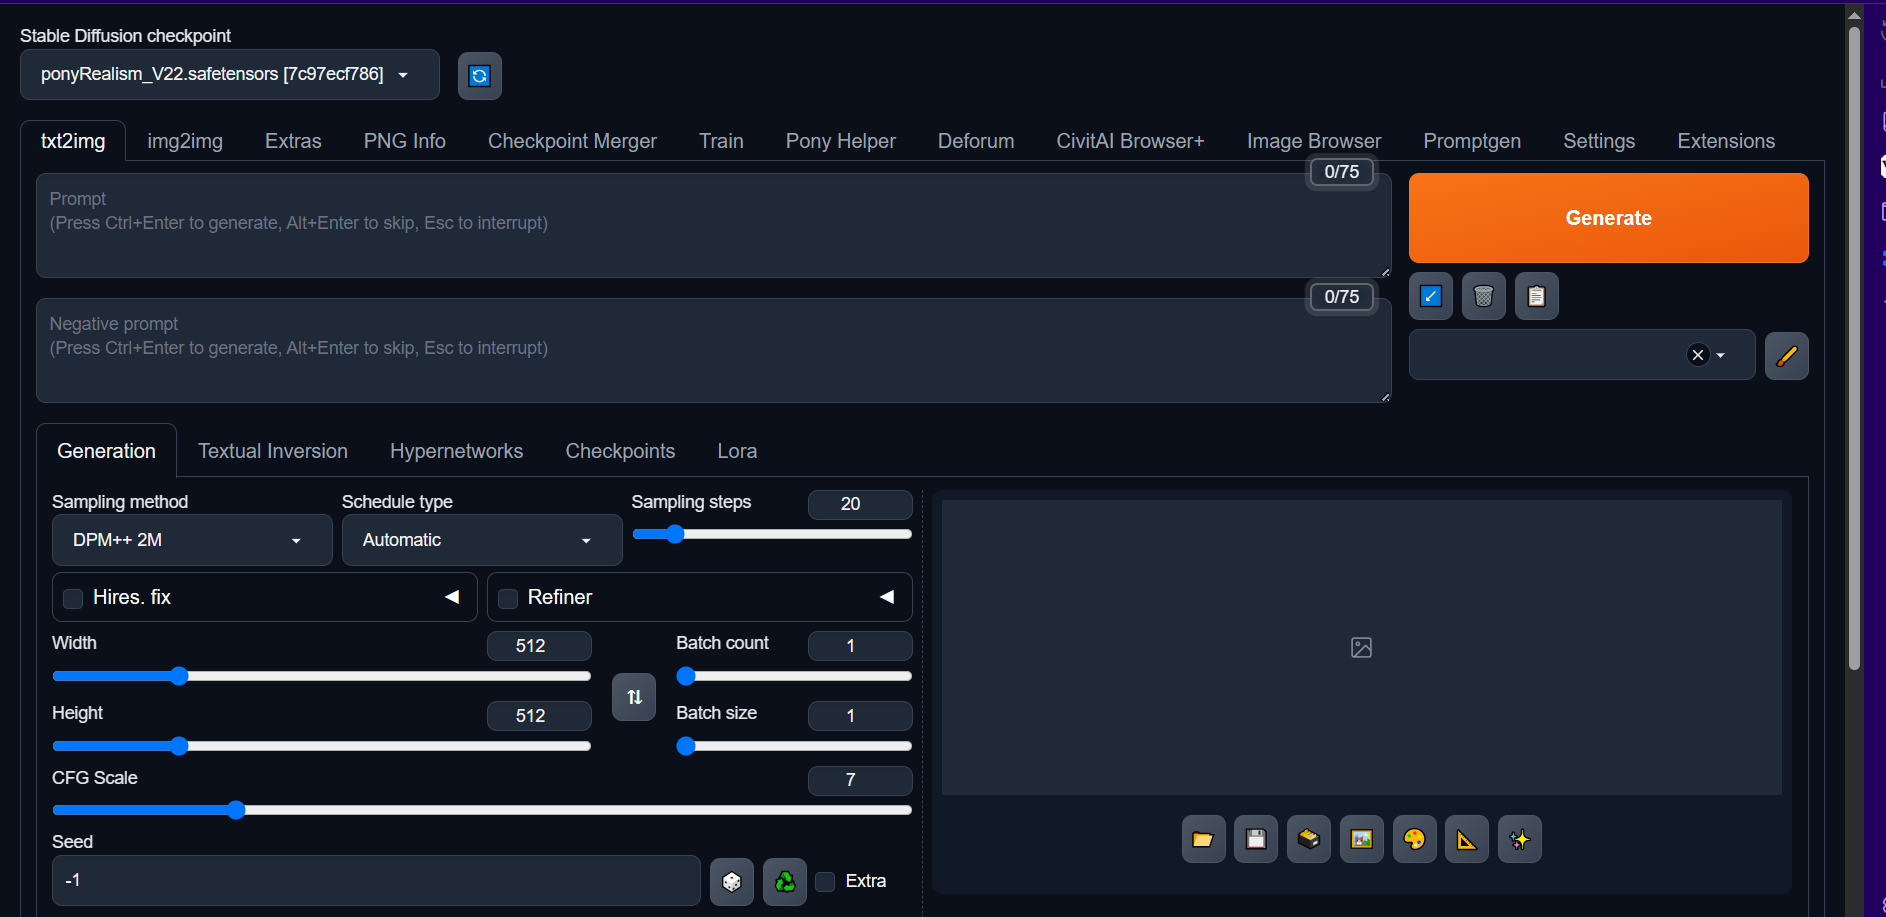 Stable Diffusion checkpoint
ponyRealism_V22.safetensors [7c97ecf786]
txt2img img2img Extras PNG Info Checkpoint Merger Train Pony Helper Deforum CivitAI Browser+ Image Browser Promptgen Settings Extensions
0/75
Prompt
(Press Ctrl+Enter to generate, Alt+Enter to skip, Esc to interrupt)
Generate
0/75
Negative prompt
(Press Ctrl+Enter to generate, Alt+Enter to skip, Esc to interrupt)
Generation Textual Inversion Hypernetworks Checkpoints Lora
Sampling method Schedule type Sampling steps 20
DPM++ 2M Automatic
Hires. fix Refiner
Width 512 Batch count 1
Height 512 Batch size 1
CFG Scale 7
Seed
-1 Extra